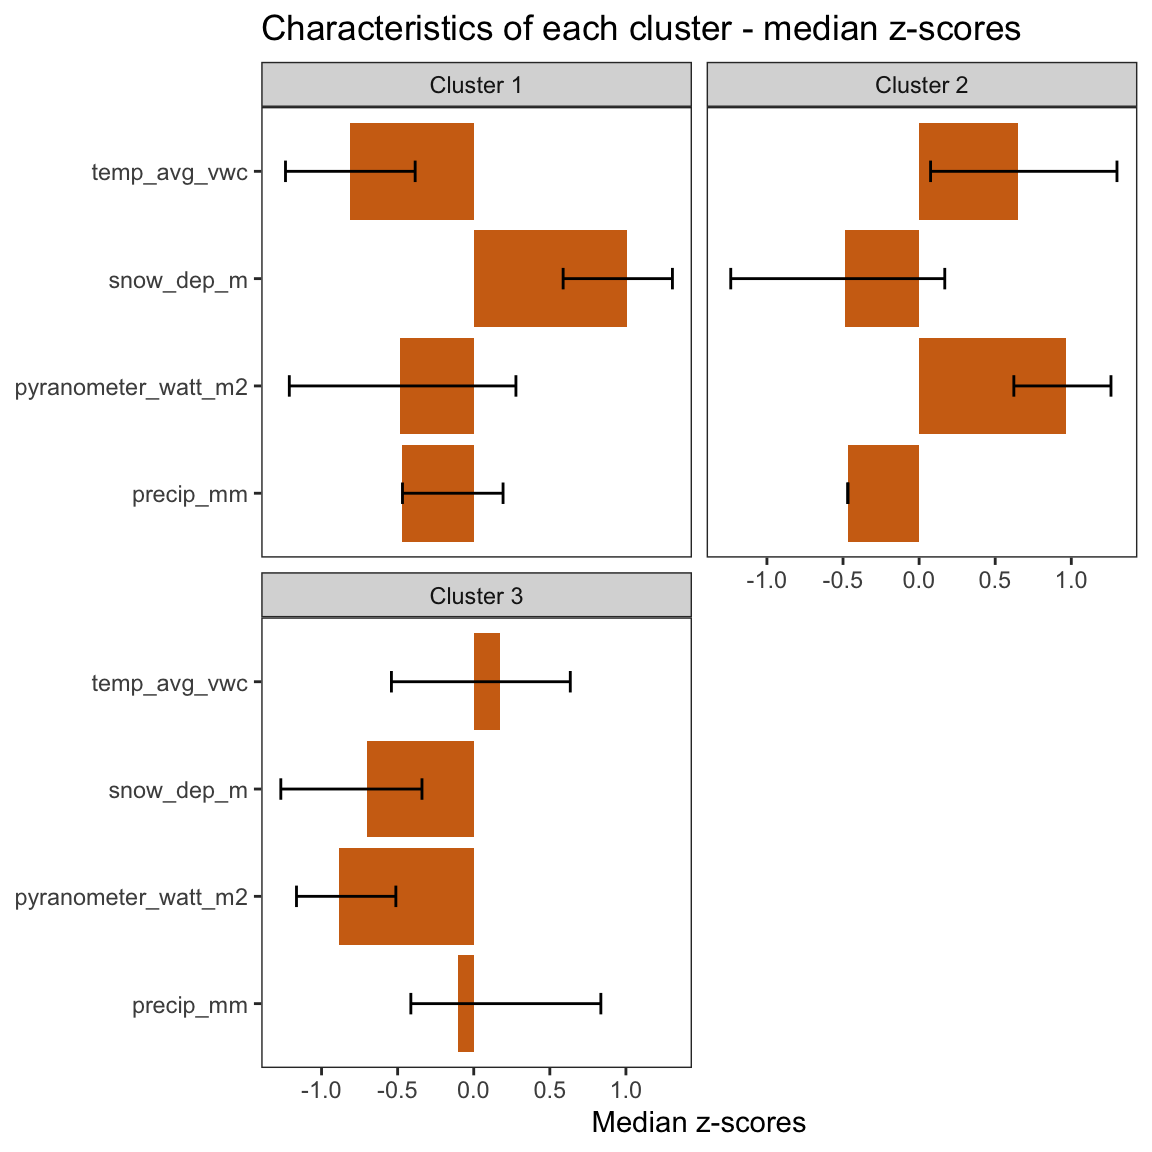 Characteristics of each cluster - median z-scores
Cluster 1
Cluster 2
temp_avg_vwc
snow_dep_m
pyranometer_watt_m2
precip_mm
-1.0 -0.5 0.0 0.5 1.0
Cluster 3
temp_avg_vwc
snow_dep_m
pyranometer_watt_m2
precip_mm
-1.0 -0.5 0.0 0.5 1.0
Median z-scores